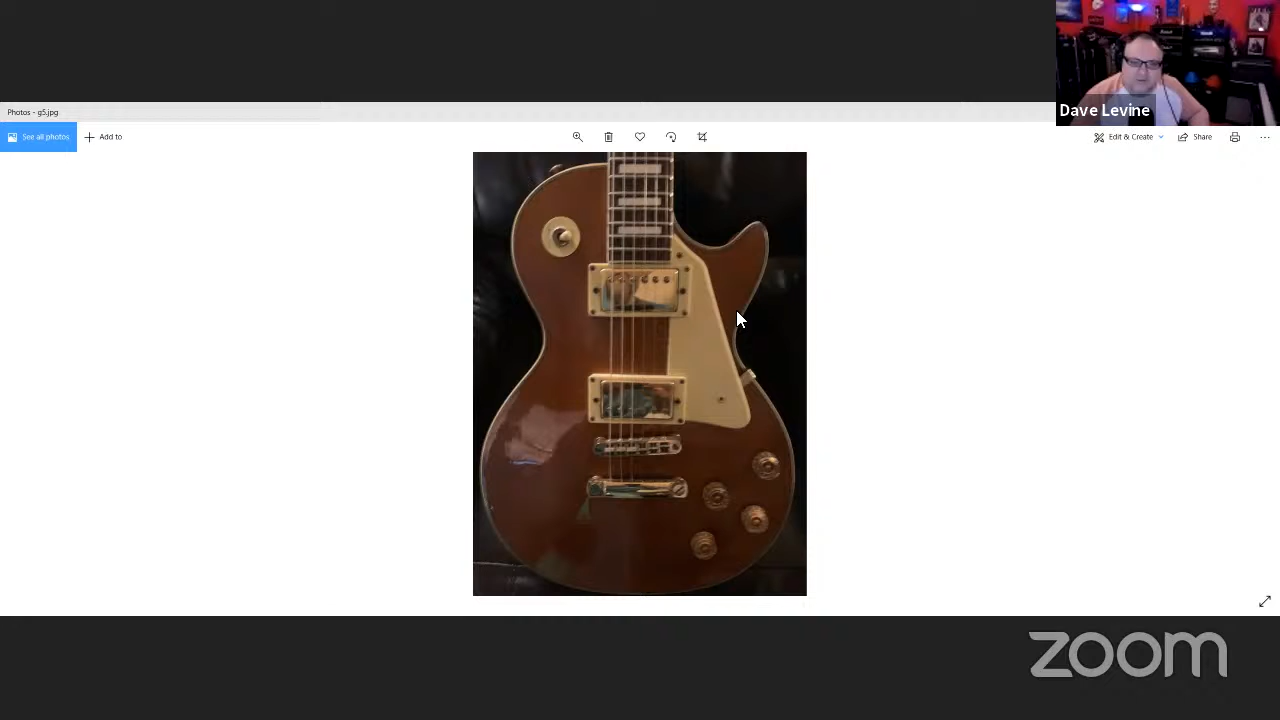 Dave Levine
Photos - g5.jpg
See all photos
Add to
Edit & Create
Share
zoom